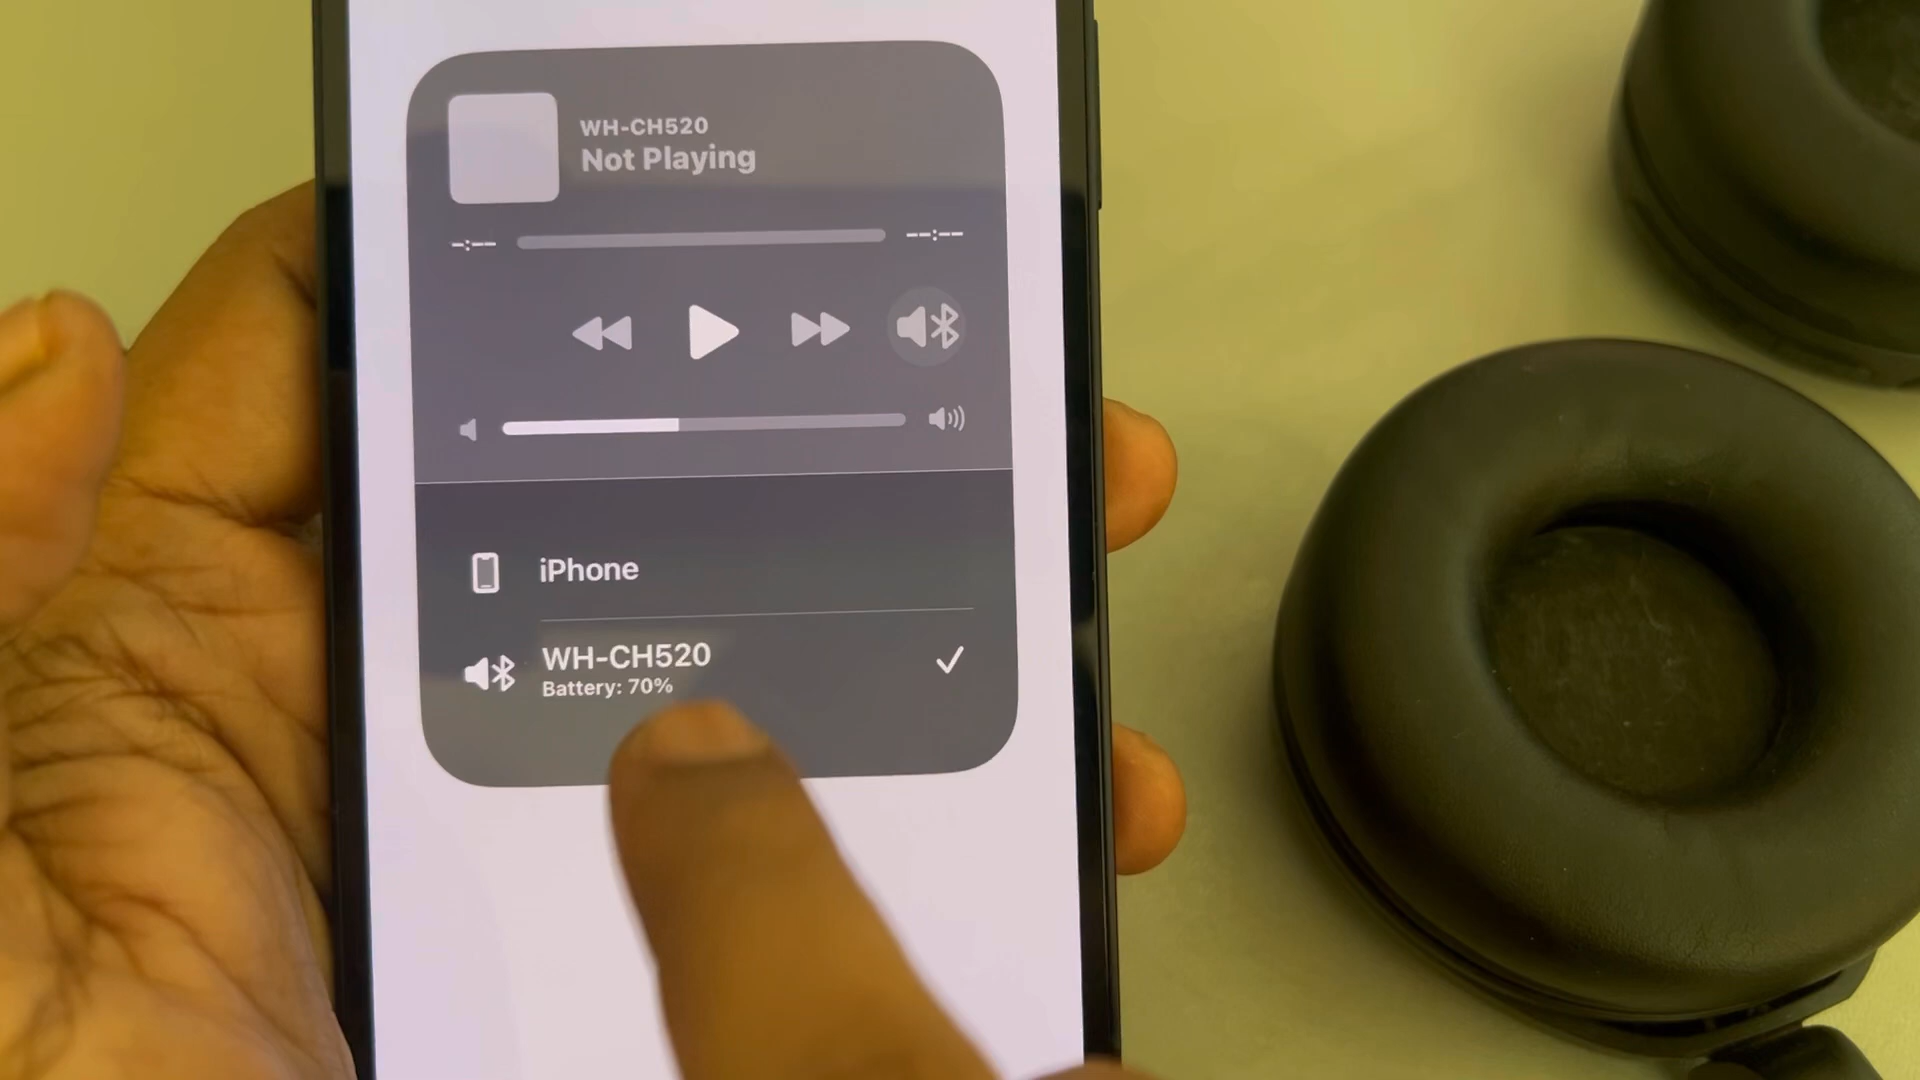 WH-CH520
Not Playing
-:-- --:--
iPhone
WH-CH520
Battery: 70%